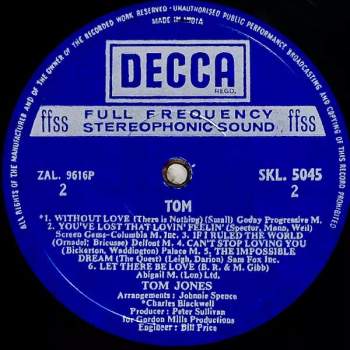 ALL RIGHTS OF THE MANUFACTURER AND OF THE OWNER OF THE RECORDED WORK RESERVED · UNAUTHORISED PUBLIC PERFORMANCE BROADCASTING AND COPYING OF THIS RECORD PROHIBITED
MADE IN INDIA
DECCA
REGD.
ffss FULL FREQUENCY STEREOPHONIC SOUND ffss
ZAL. 9616P
2
SKL. 5045
2
TOM
*1. WITHOUT LOVE (There is Nothing) (Small) Goday Progressive M.
2. YOU'VE LOST THAT LOVIN' FEELIN' (Spector, Mann, Weil)
Screen Gems-Columbia M. Inc. 3. IF I RULED THE WORLD
(Ornadel; Bricusse) Delfont M. 4. CAN'T STOP LOVING YOU
(Bickerton, Waddington) Palace M. 5. THE IMPOSSIBLE
DREAM (The Quest) (Leigh, Darion) Sam Fox Inc.
6. LET THERE BE LOVE (B. R. & M. Gibb)
Abigail M. (Lon) Ltd.
TOM JONES
Arrangements : Johnnie Spence
*Charles Blackwell
Producer : Peter Sullivan
for Gordon Mills Productions
Engineer : Bill Price